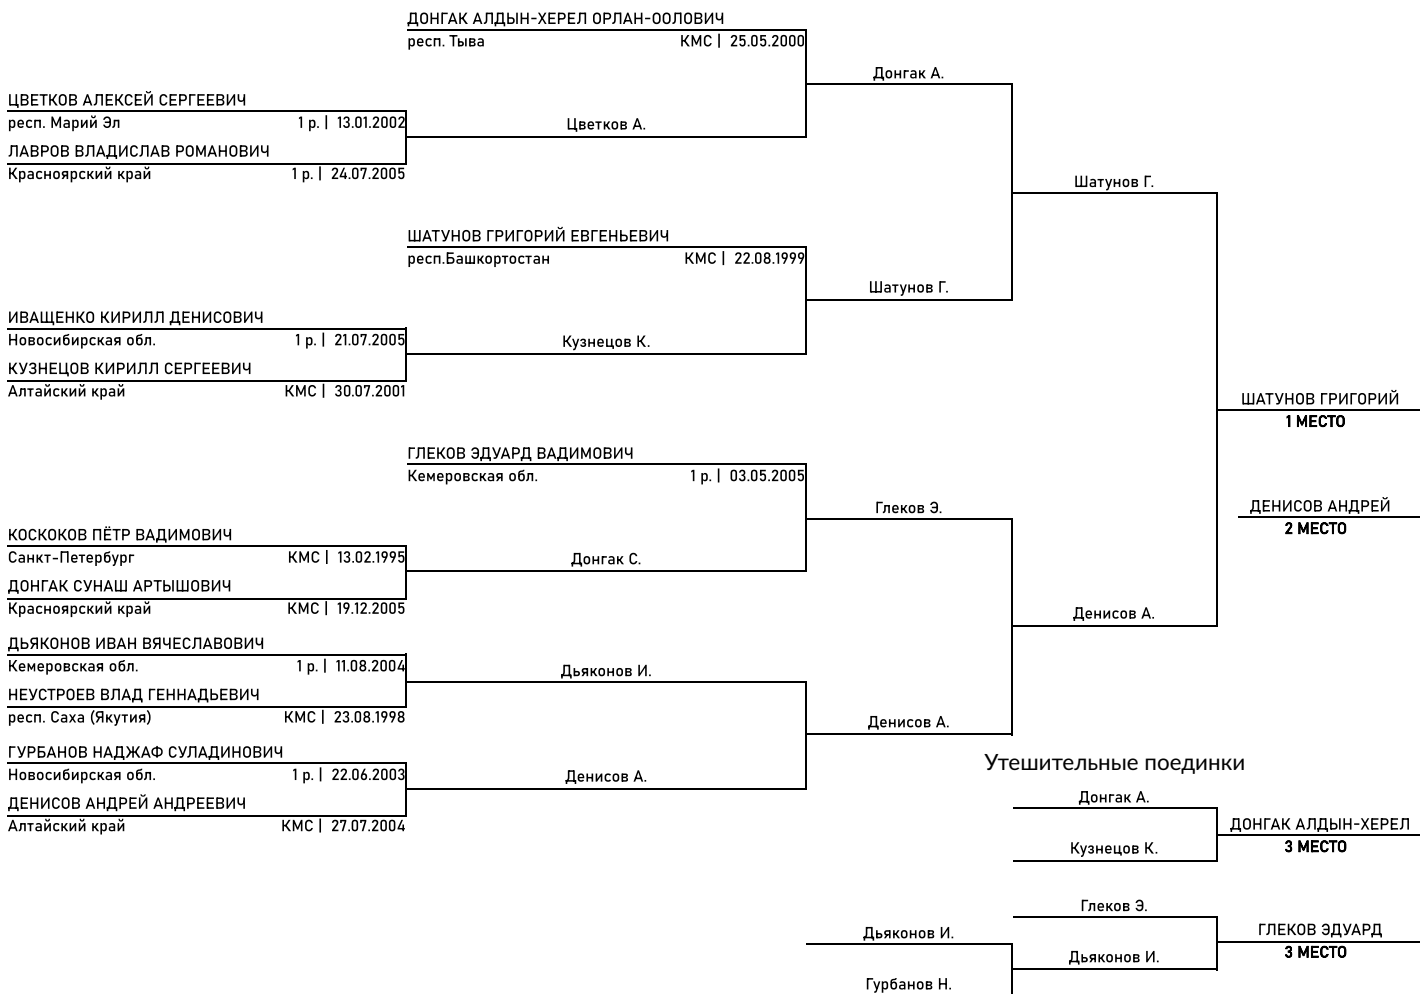 ДОНГАК АЛДЫН-ХЕРЕЛ ОРЛАН-ООЛОВИЧ
респ. Тыва КМС | 25.05.2000
Донгак А.
ЦВЕТКОВ АЛЕКСЕЙ СЕРГЕЕВИЧ
респ. Марий Эл 1 р. | 13.01.2002
Цветков А.
ЛАВРОВ ВЛАДИСЛАВ РОМАНОВИЧ
Красноярский край 1 р. | 24.07.2005
Шатунов Г.
ШАТУНОВ ГРИГОРИЙ ЕВГЕНЬЕВИЧ
респ.Башкортостан КМС | 22.08.1999
Шатунов Г.
ИВАЩЕНКО КИРИЛЛ ДЕНИСОВИЧ
Новосибирская обл. 1 р. | 21.07.2005
Кузнецов К.
КУЗНЕЦОВ КИРИЛЛ СЕРГЕЕВИЧ
Алтайский край КМС | 30.07.2001
ШАТУНОВ ГРИГОРИЙ
1 МЕСТО
ГЛЕКОВ ЭДУАРД ВАДИМОВИЧ
Кемеровская обл. 1 р. | 03.05.2005
Глеков Э.
ДЕНИСОВ АНДРЕЙ
2 МЕСТО
КОСКОКОВ ПЁТР ВАДИМОВИЧ
Санкт-Петербург КМС | 13.02.1995
Донгак С.
ДОНГАК СУНАШ АРТЫШОВИЧ
Красноярский край КМС | 19.12.2005
Денисов А.
ДЬЯКОНОВ ИВАН ВЯЧЕСЛАВОВИЧ
Кемеровская обл. 1 р. | 11.08.2004
Дьяконов И.
НЕУСТРОЕВ ВЛАД ГЕННАДЬЕВИЧ
респ. Саха (Якутия) КМС | 23.08.1998
Денисов А.
ГУРБАНОВ НАДЖАФ СУЛАДИНОВИЧ
Новосибирская обл. 1 р. | 22.06.2003
Денисов А.
ДЕНИСОВ АНДРЕЙ АНДРЕЕВИЧ
Алтайский край КМС | 27.07.2004
Утешительные поединки
Донгак А.
ДОНГАК АЛДЫН-ХЕРЕЛ
3 МЕСТО
Кузнецов К.
Глеков Э.
ГЛЕКОВ ЭДУАРД
3 МЕСТО
Дьяконов И.
Дьяконов И.
Гурбанов Н.